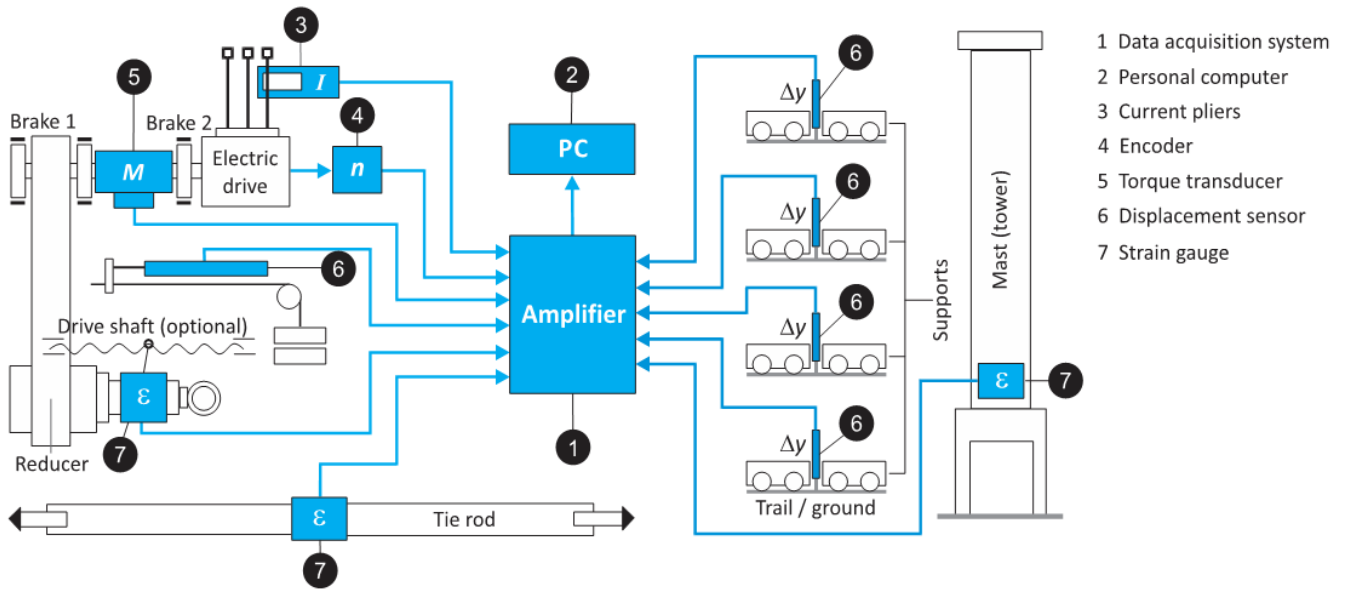 3
I
5
Brake 1
Brake 2
M
Electric
drive
4
n
2
PC
6
Δy
6
Δy
6
Δy
6
Δy
Trail / ground
Supports
Mast (tower)
ε
7
6
Drive shaft (optional)
ε
7
Reducer
Amplifier
1
ε
Tie rod
7
1 Data acquisition system
2 Personal computer
3 Current pliers
4 Encoder
5 Torque transducer
6 Displacement sensor
7 Strain gauge